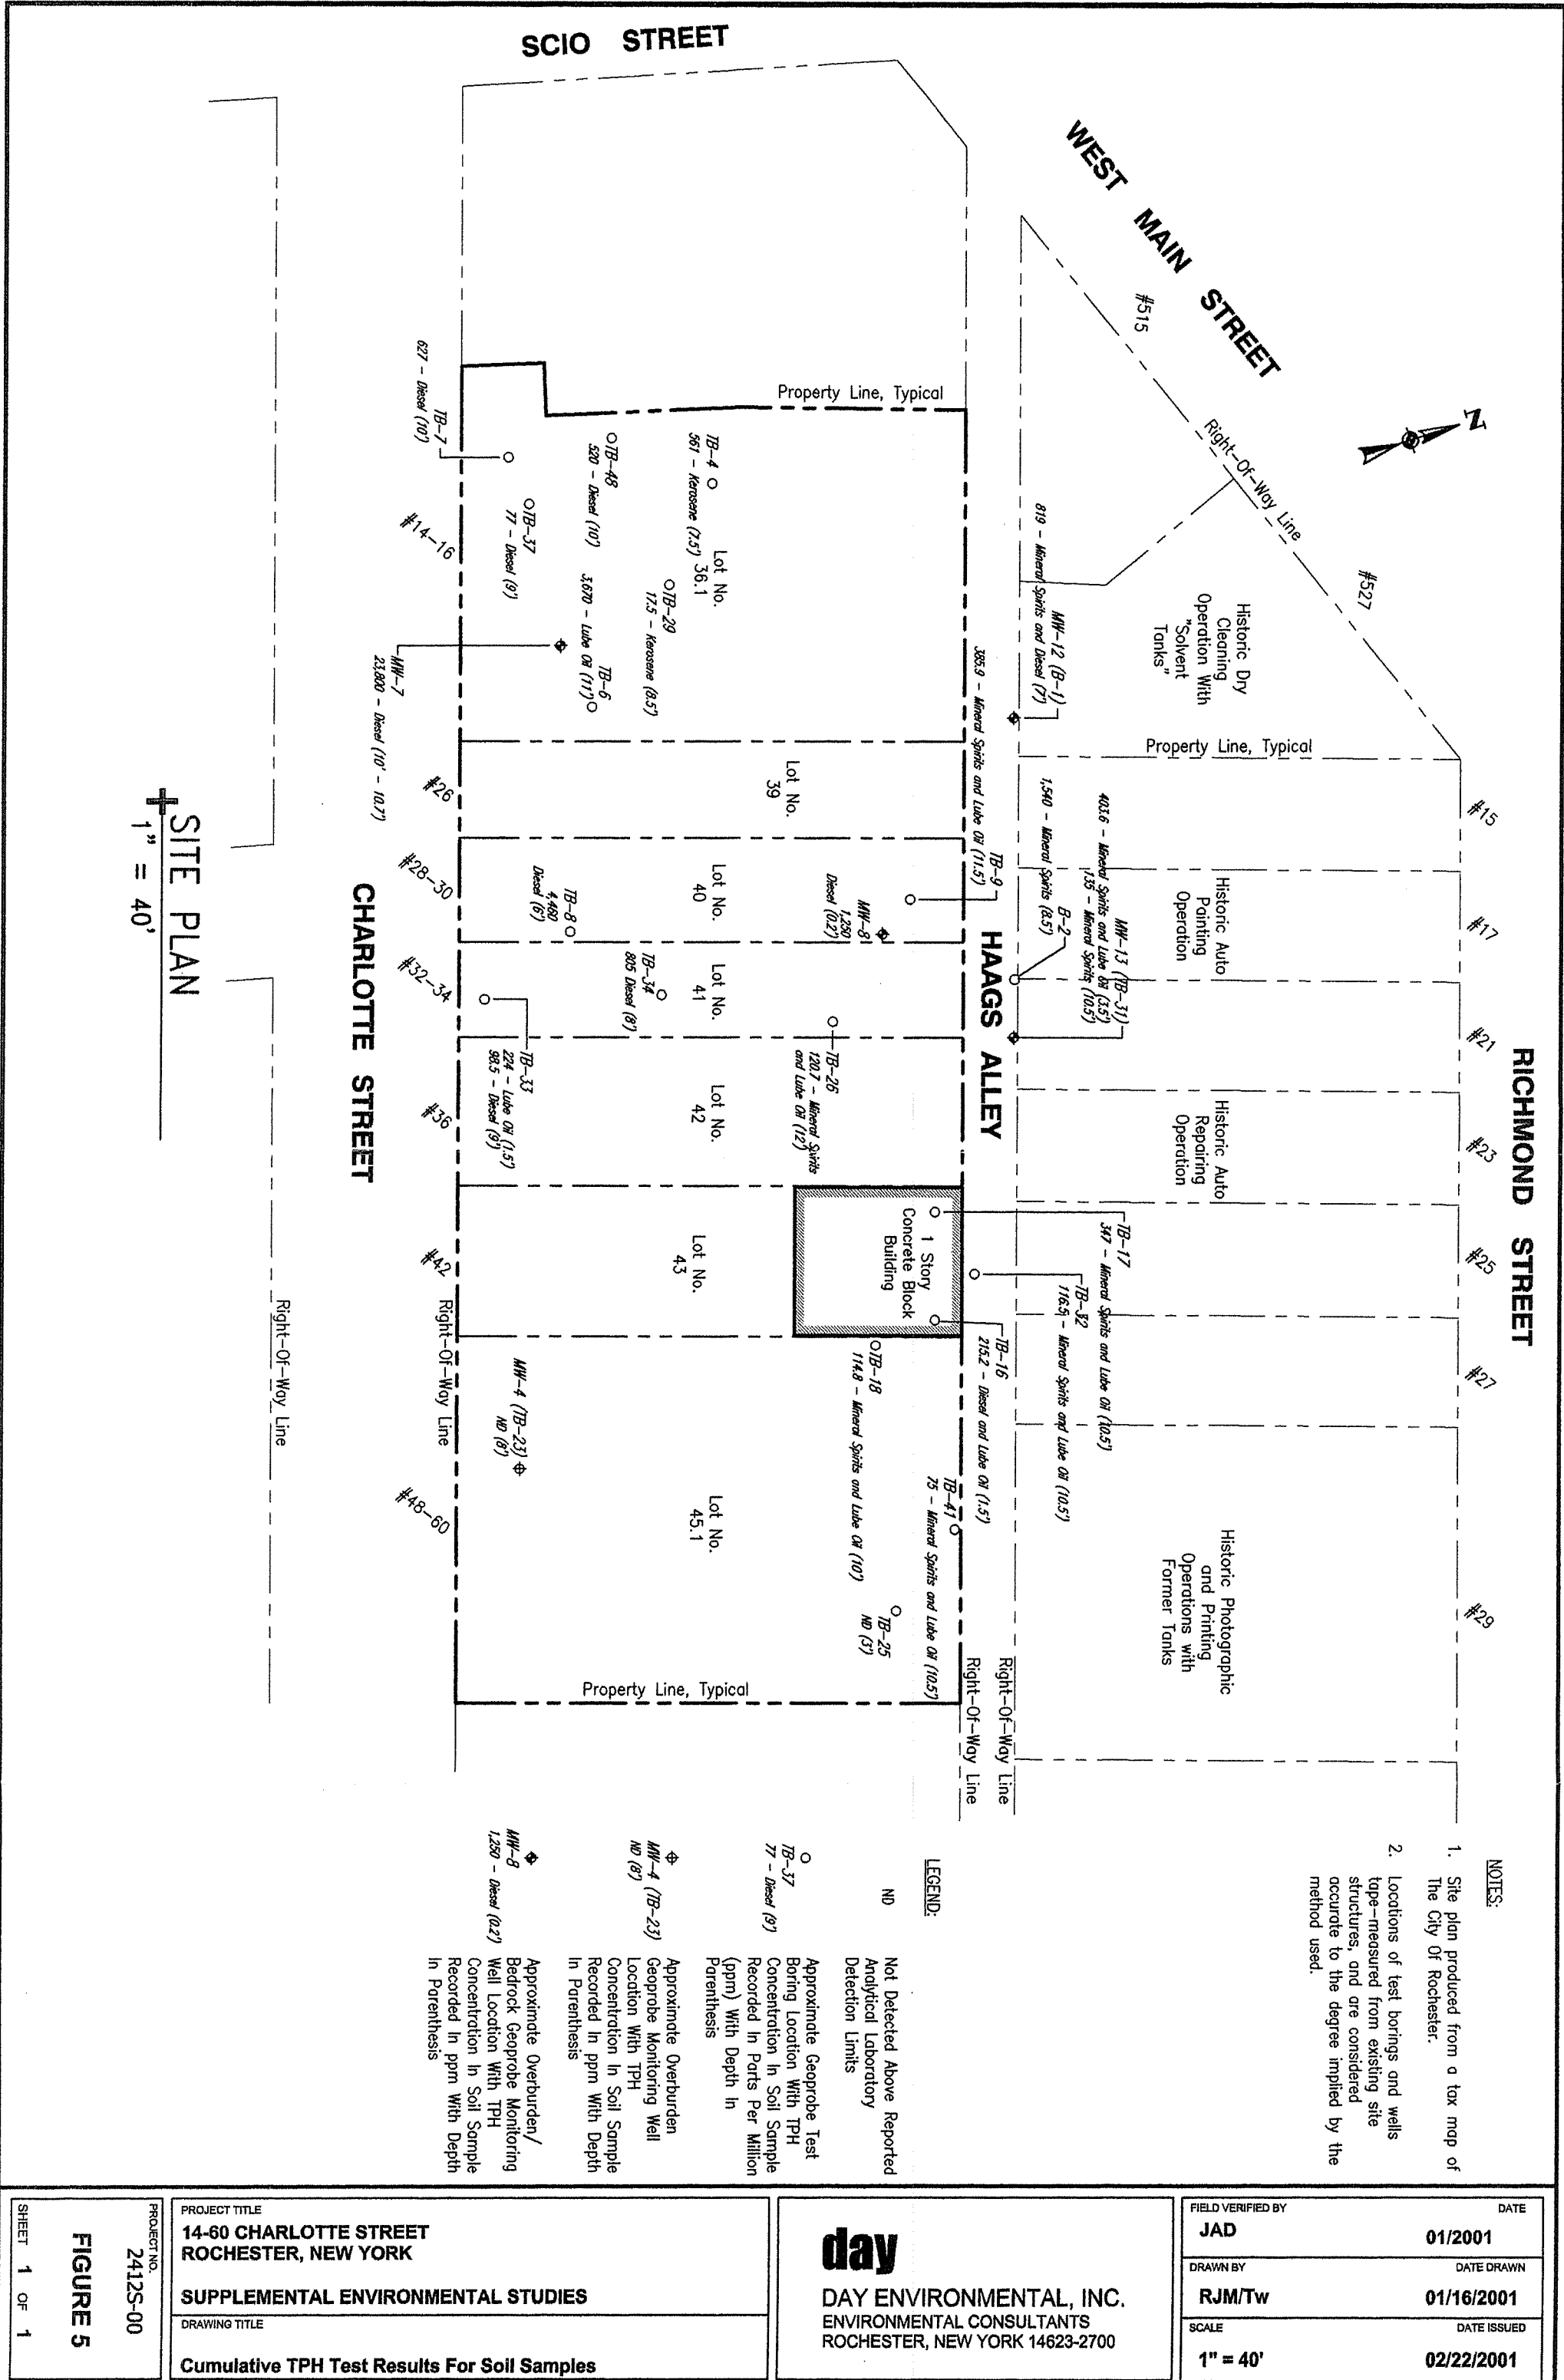 SCIO STREET
WEST MAIN STREET
RICHMOND STREET
HAAGS ALLEY
CHARLOTTE STREET
N
#515
#527
Right-Of-Way Line
Historic Dry
Cleaning
Operation With
"Solvent
Tanks"
Property Line, Typical
Property Line, Typical
#15
#17
#21
#23
#25
#27
#29
Historic Auto
Painting
Operation
Historic Auto
Repairing
Operation
Historic Photographic
and Printing
Operations with
Former Tanks
MW-12 (B-1)
819 - Mineral Spirits and Diesel (7')
MW-13 (TB-31)
403.6 - Mineral Spirits and Lube Oil (3.5')
135 - Mineral Spirits (10.5')
B-2
1,540 - Mineral Spirits (8.5')
TB-9
385.9 - Mineral Spirits and Lube Oil (11.5')
TB-17
347 - Mineral Spirits and Lube Oil (10.5')
TB-32
116.5 - Mineral Spirits and Lube Oil (10.5')
TB-16
215.2 - Diesel and Lube Oil (1.5')
TB-41
75 - Mineral Spirits and Lube Oil (10.5')
TB-18
114.8 - Mineral Spirits and Lube Oil (10')
TB-25
ND (3')
TB-4
561 - Kerosene (7.5')
Lot No.
36.1
TB-29
17.5 - Kerosene (8.5')
TB-48
520 - Diesel (10')
TB-6
3,670 - Lube Oil (11')
TB-37
77 - Diesel (9')
TB-7
627 - Diesel (10')
MW-7
23,800 - Diesel (10' - 10.7')
Lot No.
39
Lot No.
40
MW-8
1,250
Diesel (0.2')
TB-8
4,460
Diesel (6')
Lot No.
41
TB-34
805 Diesel (8')
TB-33
224 - Lube Oil (1.5')
98.5 - Diesel (9')
TB-26
120.7 - Mineral Spirits
and Lube Oil (12')
Lot No.
42
1 Story
Concrete Block
Building
Lot No.
43
Lot No.
45.1
MW-4 (TB-23)
ND (8')
#14-16
#26
#28-30
#32-34
#36
#42
#48-60
Right-Of-Way Line
Right-Of-Way Line
Right-Of-Way Line
Right-Of-Way Line
Property Line, Typical
SITE PLAN
1" = 40'
NOTES:
1. Site plan produced from a tax map of
The City Of Rochester.
2. Locations of test borings and wells
tape-measured from existing site
structures, and are considered
accurate to the degree implied by the
method used.
LEGEND:
ND
Not Detected Above Reported
Analytical Laboratory
Detection Limits
TB-37
77 - Diesel (9')
Approximate Geoprobe Test
Boring Location With TPH
Concentration In Soil Sample
Recorded In Parts Per Million
(ppm) With Depth In
Parenthesis
MW-4 (TB-23)
ND (8')
Approximate Overburden
Geoprobe Monitoring Well
Location With TPH
Concentration In Soil Sample
Recorded In ppm With Depth
In Parenthesis
MW-8
1,250 - Diesel (0.2')
Approximate Overburden/
Bedrock Geoprobe Monitoring
Well Location With TPH
Concentration In Soil Sample
Recorded In ppm With Depth
In Parenthesis
FIELD VERIFIED BY
JAD
DATE
01/2001
DRAWN BY
RJM/Tw
DATE DRAWN
01/16/2001
SCALE
1" = 40'
DATE ISSUED
02/22/2001
day
DAY ENVIRONMENTAL, INC.
ENVIRONMENTAL CONSULTANTS
ROCHESTER, NEW YORK 14623-2700
PROJECT TITLE
14-60 CHARLOTTE STREET
ROCHESTER, NEW YORK
SUPPLEMENTAL ENVIRONMENTAL STUDIES
DRAWING TITLE
Cumulative TPH Test Results For Soil Samples
PROJECT NO.
2412S-00
FIGURE 5
SHEET 1 OF 1